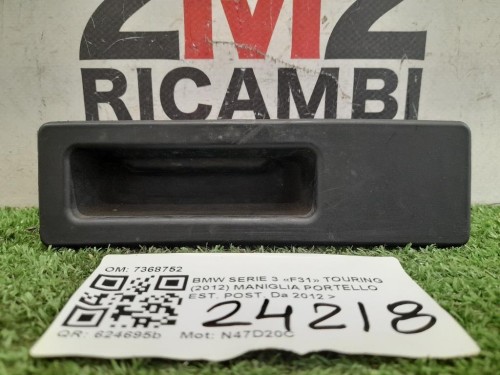 2M2
RICAMBI
OM: 7368752
BMW SERIE 3 «F31» TOURING
(2012) MANIGLIA PORTELLO
EST. POST. Da 2012 >
24218
QR: 624695b Mot: N47D20C